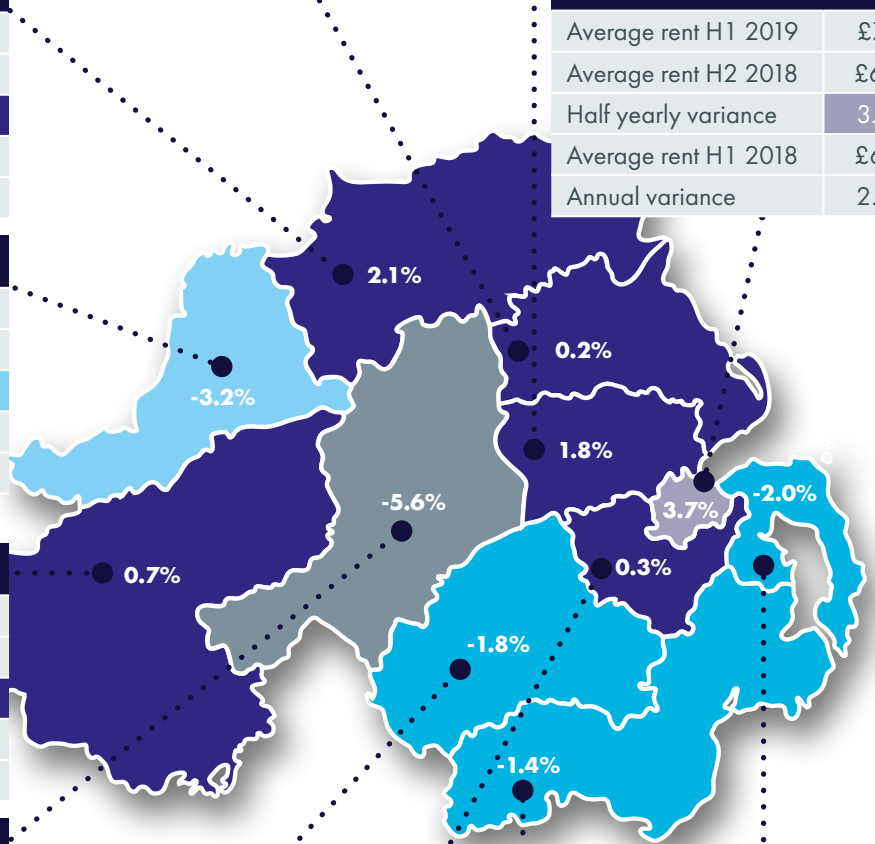 Average rent H1 2019
Average rent H2 2018
Half yearly variance
Average rent H1 2018
Annual variance
2.1%
0.2%
-3.2%
1.8%
-5.6%
-2.0%
3.7%
0.7%
0.3%
-1.8%
-1.4%